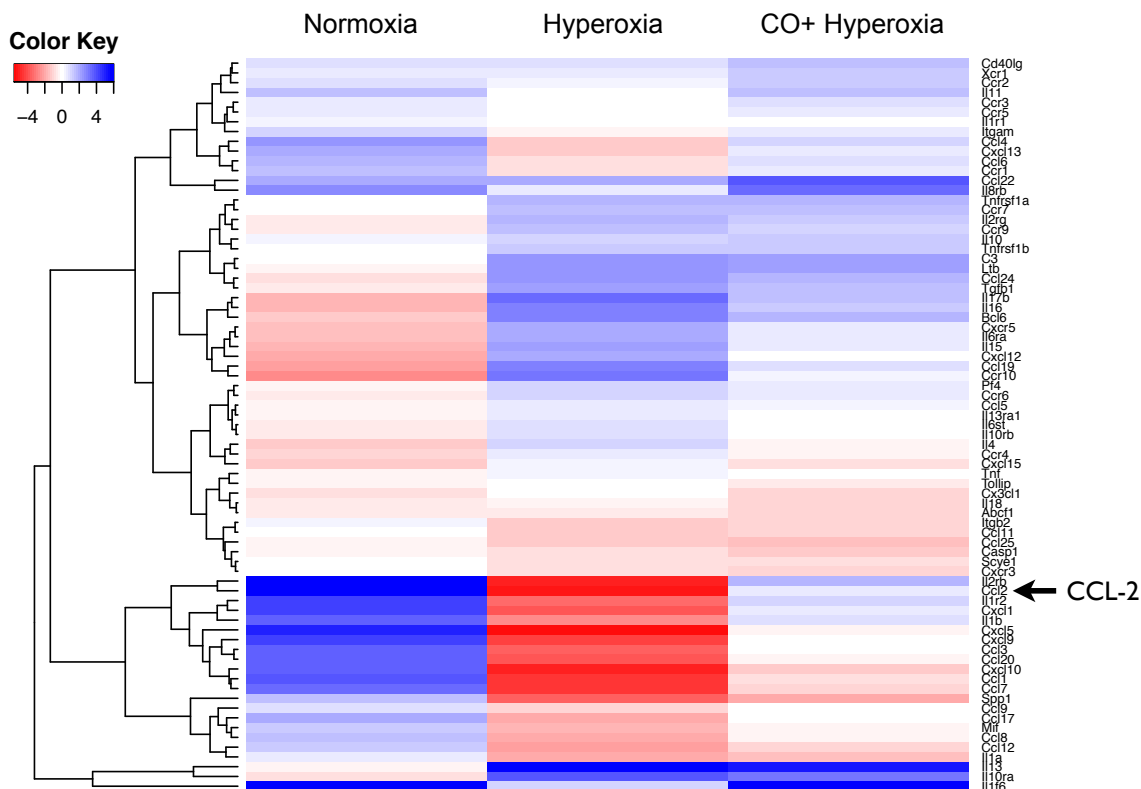 Normoxia Hyperoxia CO+ Hyperoxia
Color Key
−4 0 4
Cd40lg
Xcr1
Ccr2
Il11
Ccr3
Ccr5
Il1r1
Itgam
Ccl4
Cxcl13
Ccl6
Ccr1
Ccl22
Il8rb
Tnfrsf1a
Ccr7
Il2rg
Ccr9
Il10
Tnfrsf1b
C3
Ltb
Ccl24
Tgfb1
Il17b
Il16
Bcl6
Cxcr5
Il6ra
Il15
Cxcl12
Ccl19
Ccr10
Pf4
Ccr6
Ccl5
Il13ra1
Il6st
Il10rb
Il4
Ccr4
Cxcl15
Tnf
Tollip
Cx3cl1
Il18
Abcf1
Itgb2
Ccl11
Ccl25
Casp1
Scye1
Cxcr3
Il2rb
Ccl2
CCL-2
Il1r2
Cxcl1
Il1b
Cxcl5
Cxcl9
Ccl3
Ccl20
Cxcl10
Ccl1
Ccl7
Spp1
Ccl9
Ccl17
Mif
Ccl8
Ccl12
Il1a
Il13
Il10ra
Il1f6